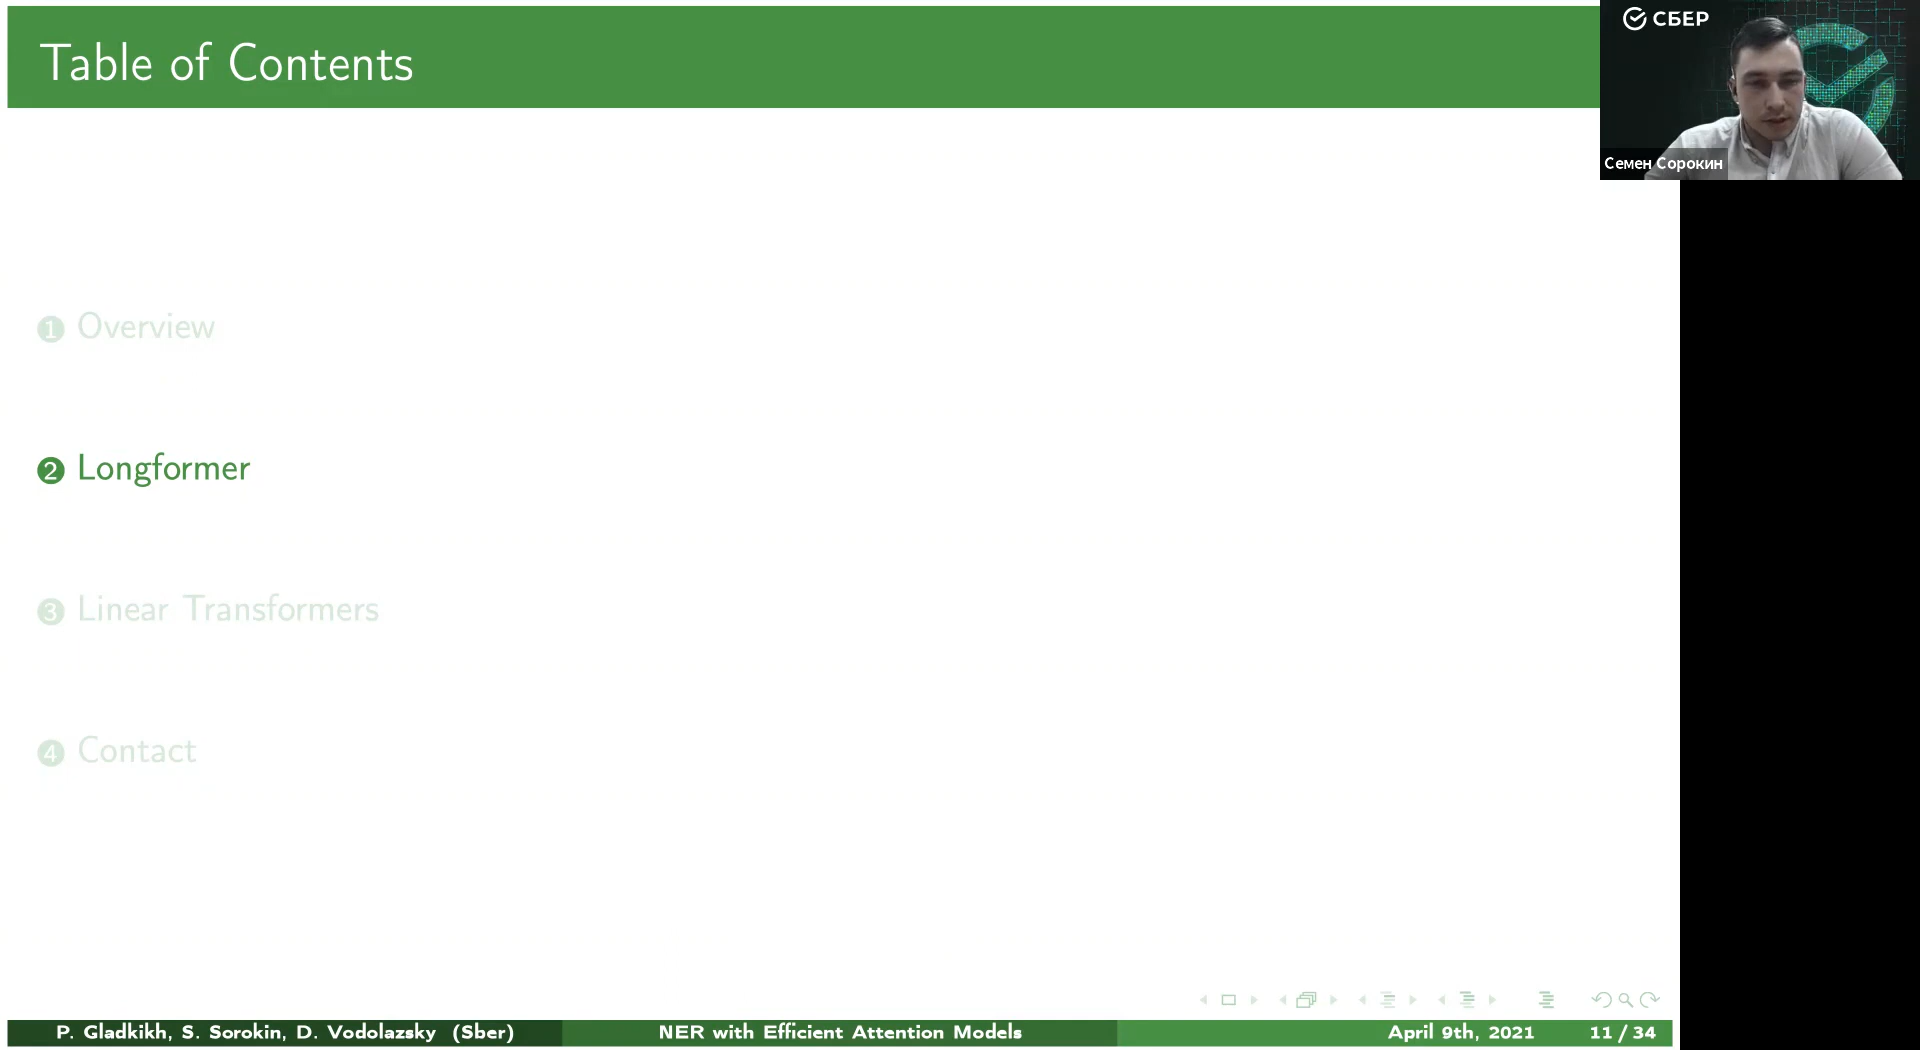 Table of Contents
СБЕР
Семен Сорокин
1 Overview
2 Longformer
3 Linear Transformers
4 Contact
P. Gladkikh, S. Sorokin, D. Vodolazsky (Sber) NER with Efficient Attention Models April 9th, 2021 11 / 34